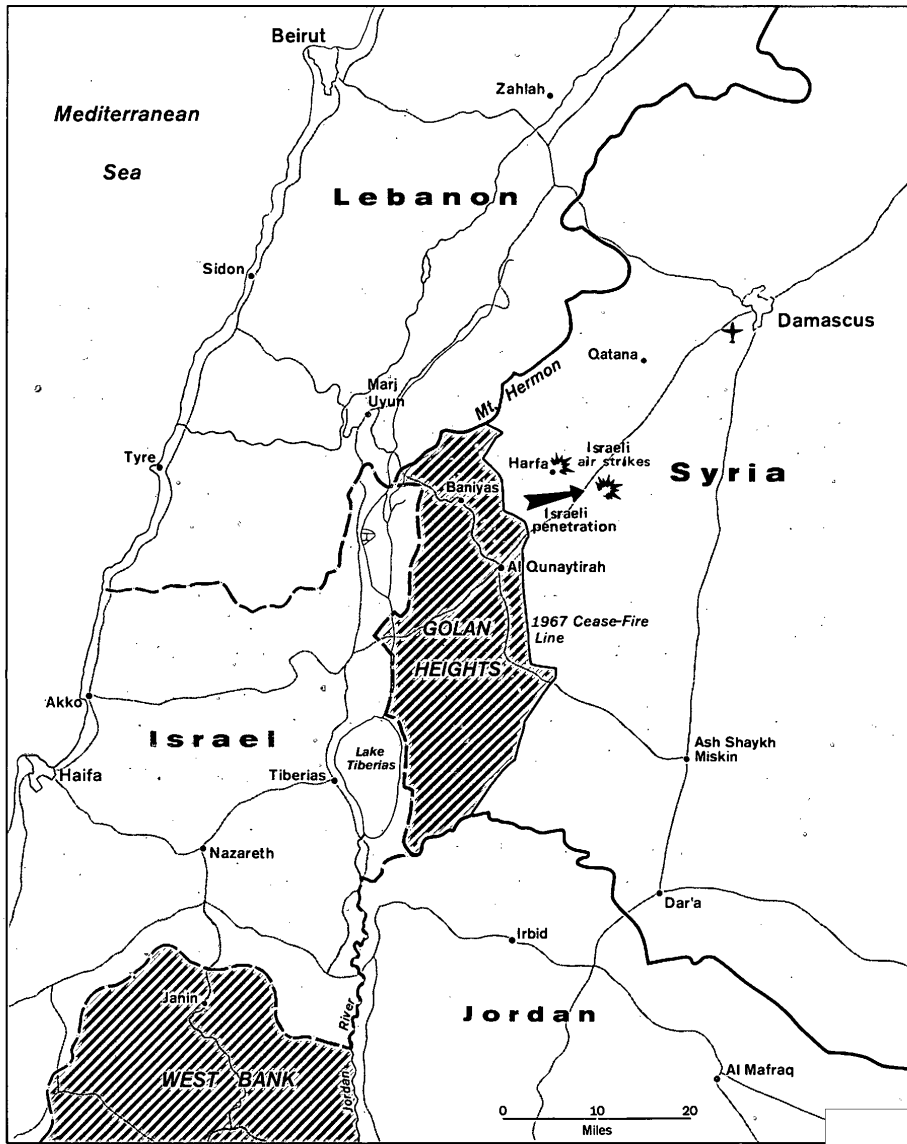 Beirut
Zahlah
Mediterranean
Sea
Lebanon
Sidon
Damascus
Qatana
Mt. Hermon
Marj
Uyun
Tyre
Israeli
air strikes
Harfa
Syria
Baniyas
Israeli
penetration
Al Qunaytirah
1967 Cease-Fire
Line
GOLAN
HEIGHTS
Akko
Israel
Lake
Tiberias
Ash Shaykh
Miskin
Haifa
Tiberias
Nazareth
Dar'a
Irbid
Janin
Jordan River
Jordan
WEST BANK
Al Mafraq
0 10 20
Miles